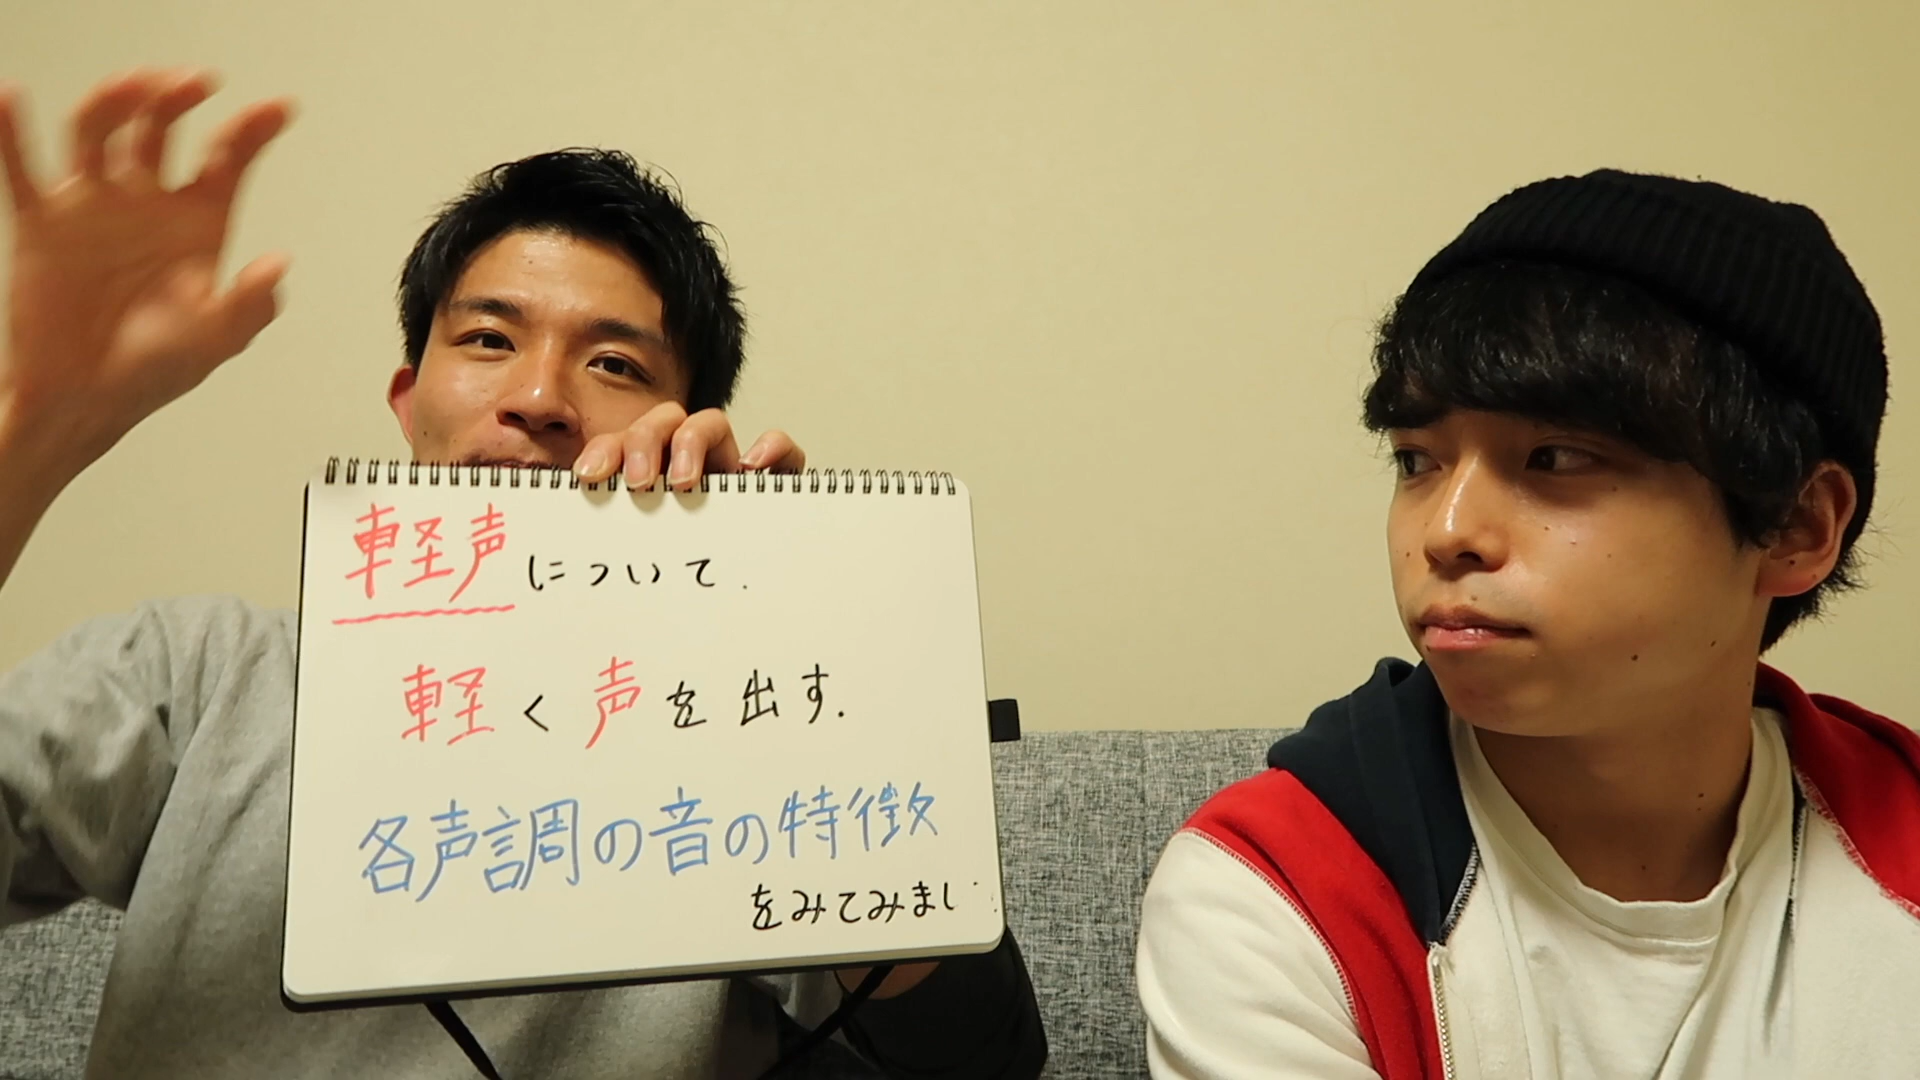 軽声について.
軽く声を出す.
各声調の音の特徴
をみてみまし